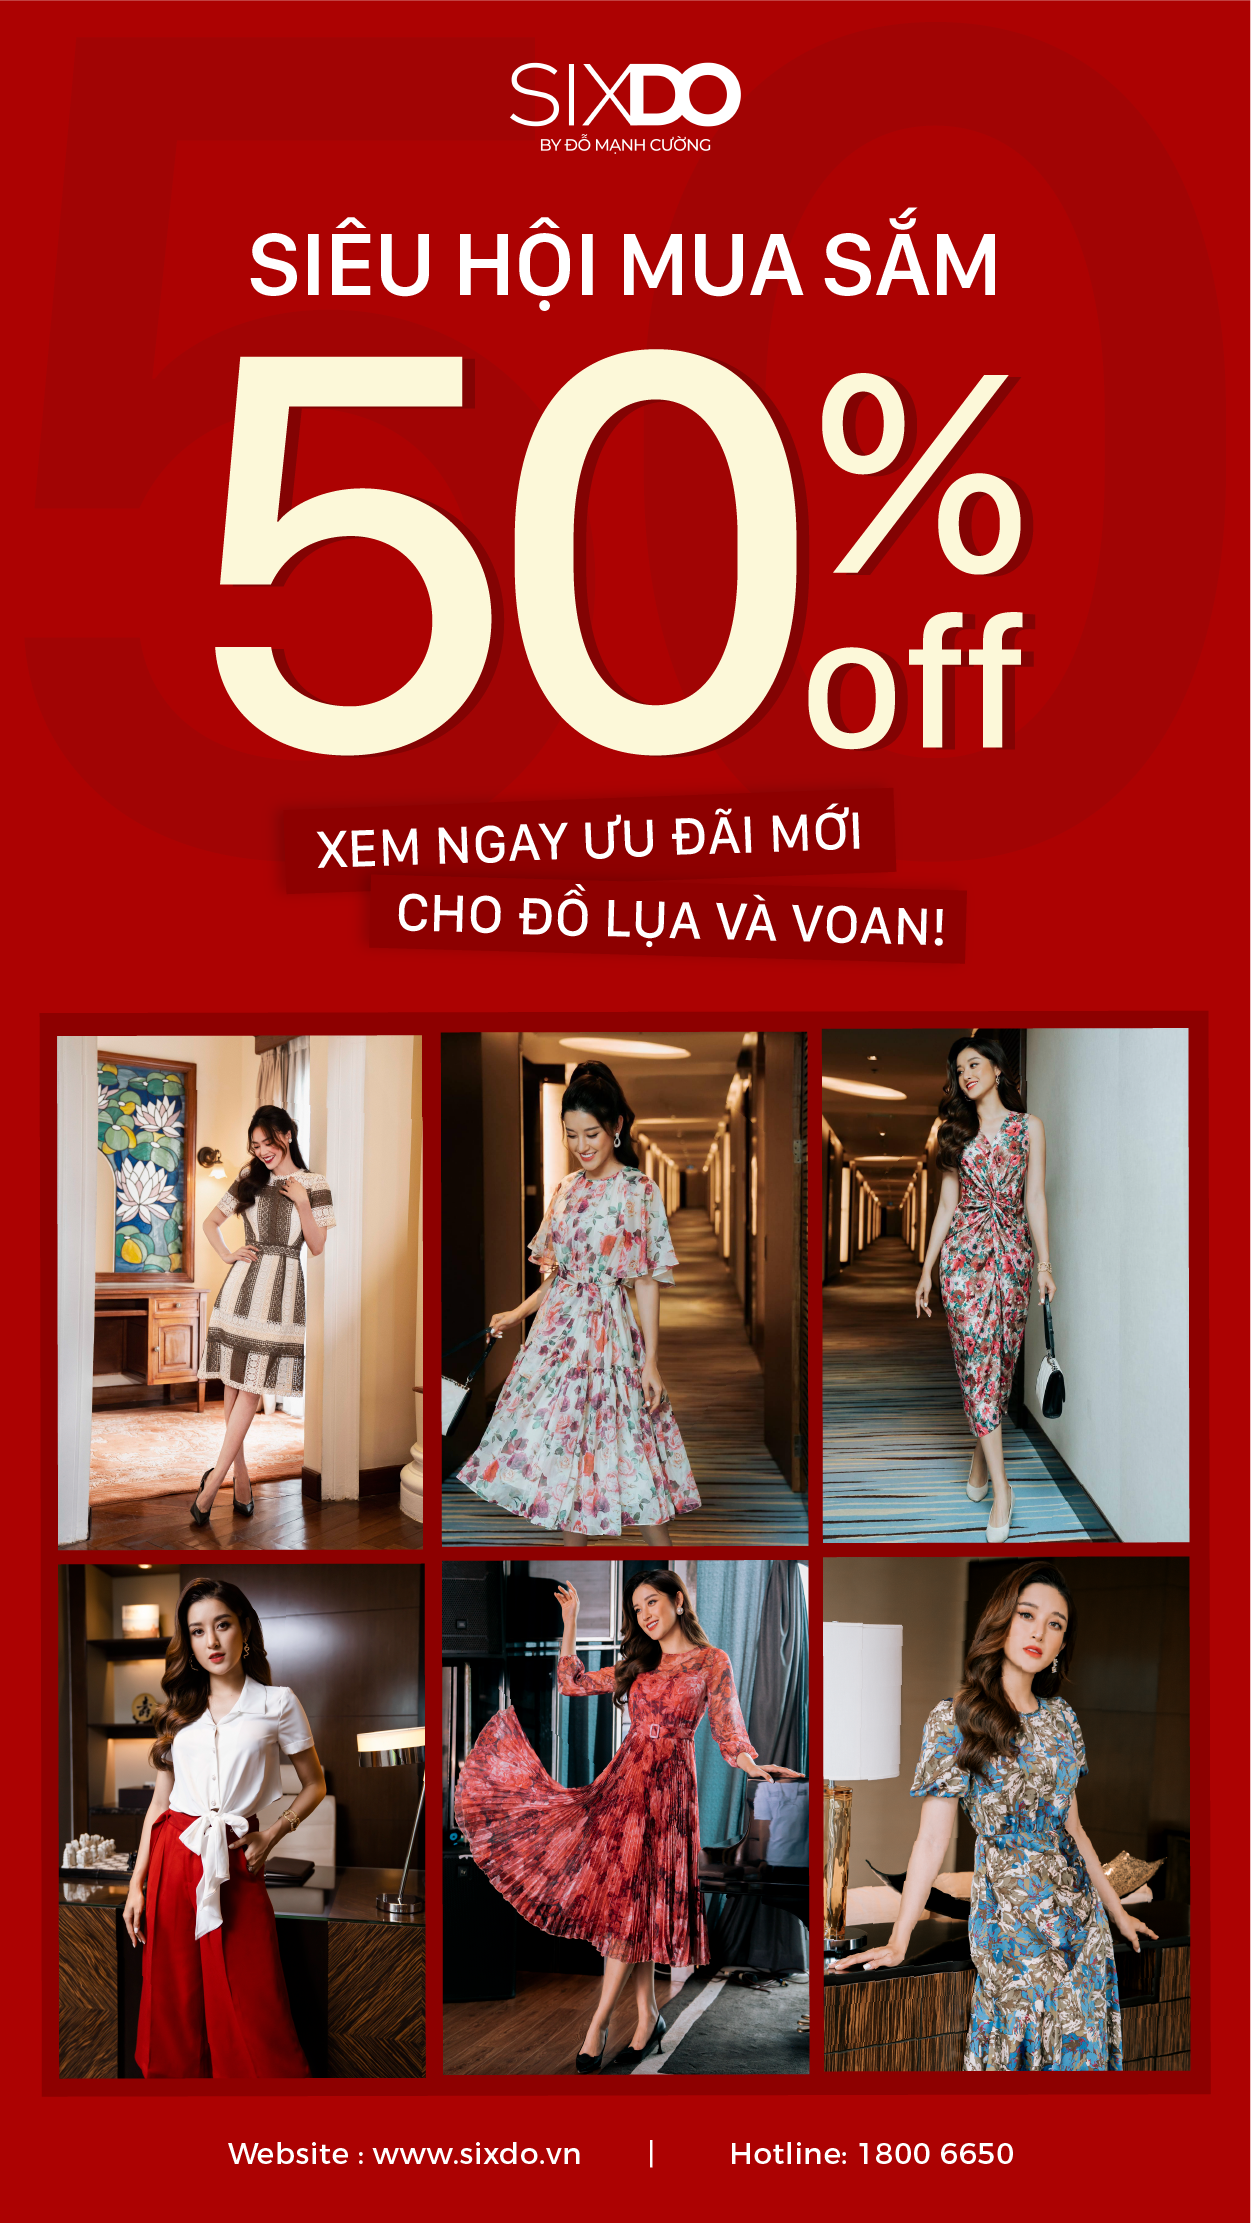 SIXDO
BY ĐỖ MẠNH CƯỜNG
SIÊU HỘI MUA SẮM
50%
off
XEM NGAY ƯU ĐÃI MỚI
CHO ĐỒ LỤA VÀ VOAN!
Website : www.sixdo.vn | Hotline: 1800 6650